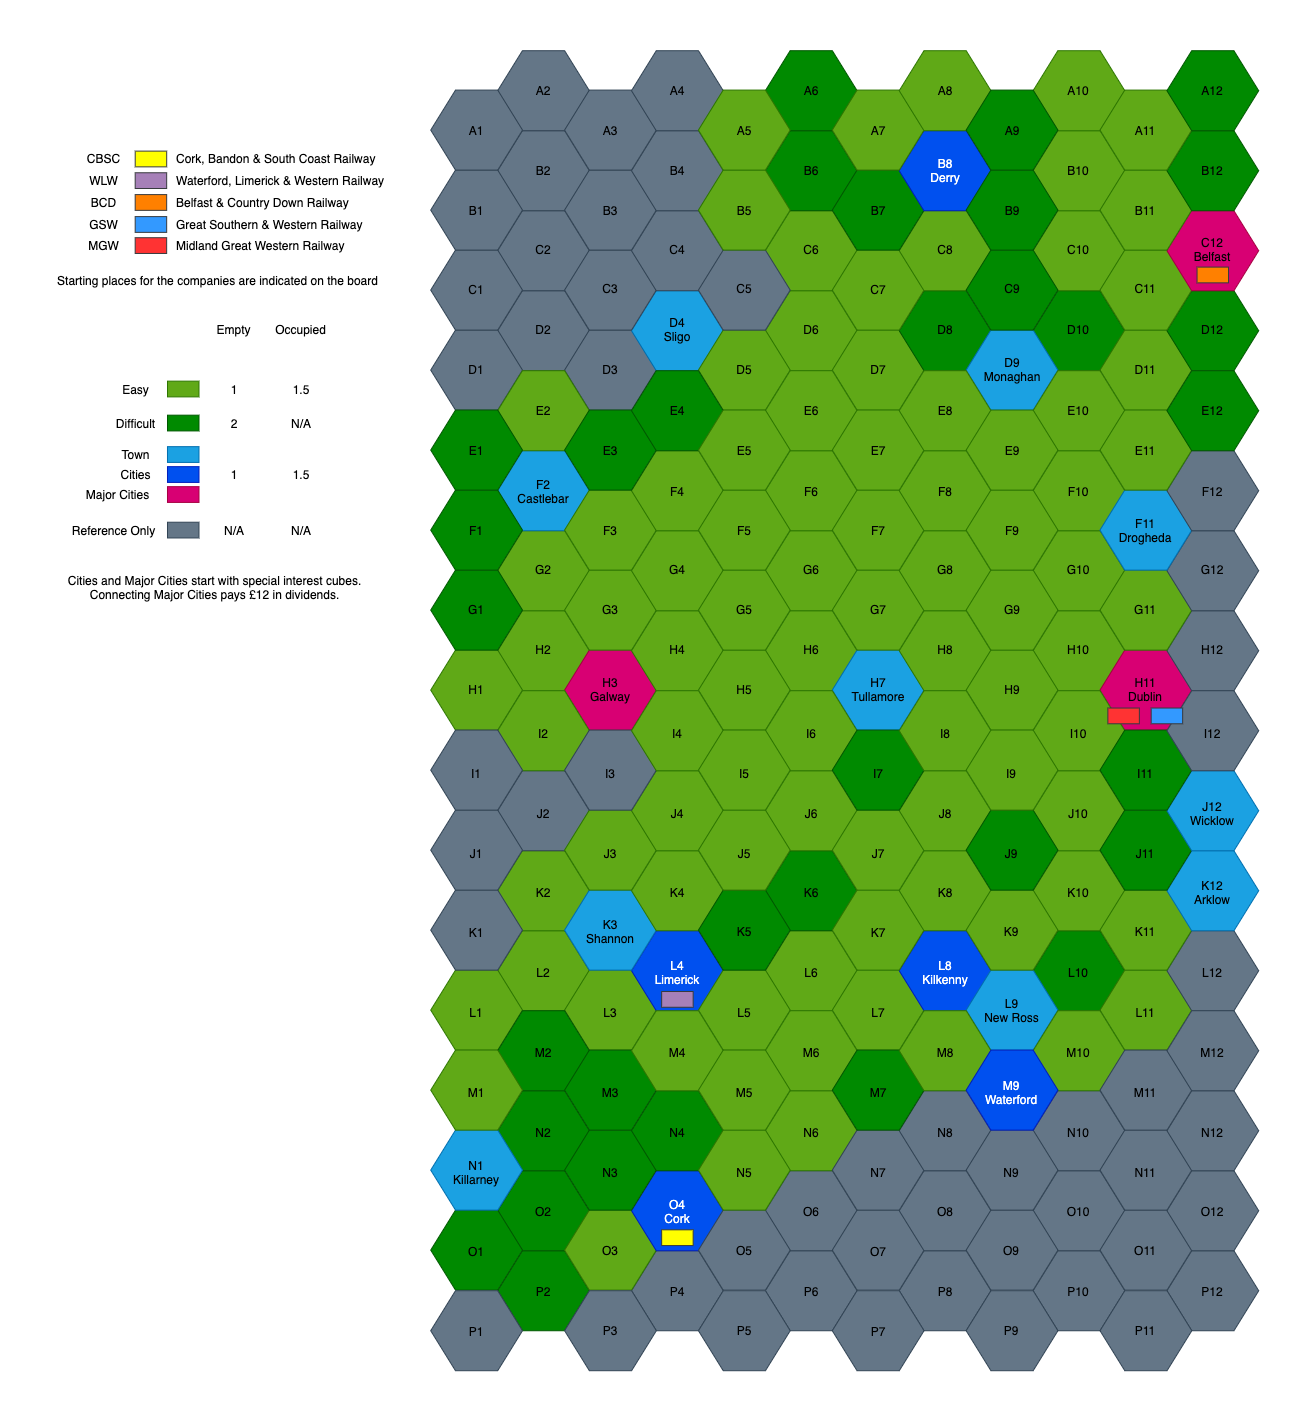 CBSC Cork, Bandon & South Coast Railway
WLW Waterford, Limerick & Western Railway
BCD Belfast & Country Down Railway
GSW Great Southern & Western Railway
MGW Midland Great Western Railway
Starting places for the companies are indicated on the board
Empty Occupied
Easy 1 1.5
Difficult 2 N/A
Town
Cities 1 1.5
Major Cities
Reference Only N/A N/A
Cities and Major Cities start with special interest cubes.
Connecting Major Cities pays £12 in dividends.
A2 A4 A6 A8 A10 A12
A1 A3 A5 A7 A9 A11
B2 B4 B6 B8 B10 B12
Derry
B1 B3 B5 B7 B9 B11
C2 C4 C6 C8 C10 C12
Belfast
C1 C3 C5 C7 C9 C11
D2 D4 D6 D8 D10 D12
Sligo
D1 D3 D5 D7 D9 D11
Monaghan
E2 E4 E6 E8 E10 E12
E1 E3 E5 E7 E9 E11
F2 F4 F6 F8 F10 F12
Castlebar
F1 F3 F5 F7 F9 F11
Drogheda
G2 G4 G6 G8 G10 G12
G1 G3 G5 G7 G9 G11
H2 H4 H6 H8 H10 H12
H1 H3 H5 H7 H9 H11
Galway Tullamore Dublin
I2 I4 I6 I8 I10 I12
I1 I3 I5 I7 I9 I11
J2 J4 J6 J8 J10 J12
Wicklow
J1 J3 J5 J7 J9 J11
K2 K4 K6 K8 K10 K12
Arklow
K1 K3 K5 K7 K9 K11
Shannon
L2 L4 L6 L8 L10 L12
Limerick Kilkenny
L1 L3 L5 L7 L9 L11
New Ross
M2 M4 M6 M8 M10 M12
M1 M3 M5 M7 M9 M11
Waterford
N2 N4 N6 N8 N10 N12
N1 N3 N5 N7 N9 N11
Killarney
O2 O4 O6 O8 O10 O12
Cork
O1 O3 O5 O7 O9 O11
P2 P4 P6 P8 P10 P12
P1 P3 P5 P7 P9 P11